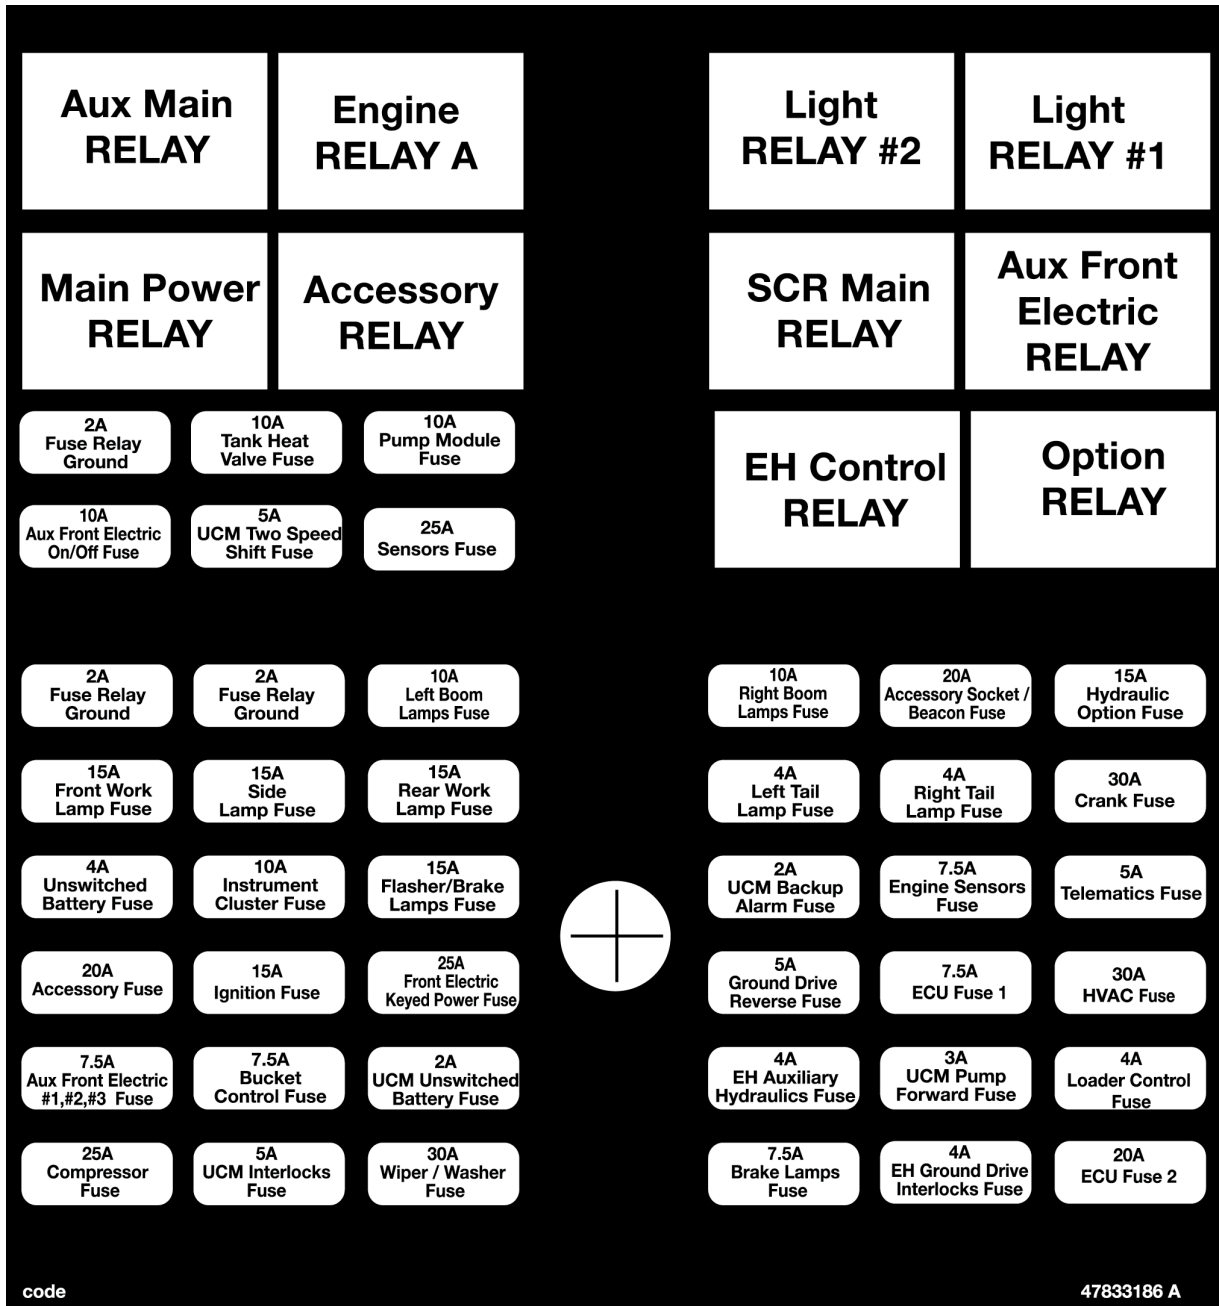 Aux Main
RELAY
Engine
RELAY A
Light
RELAY #2
Light
RELAY #1
Main Power
RELAY
Accessory
RELAY
SCR Main
RELAY
Aux Front
Electric
RELAY
2A
Fuse Relay
Ground
10A
Tank Heat
Valve Fuse
10A
Pump Module
Fuse
EH Control
RELAY
Option
RELAY
10A
Aux Front Electric
On/Off Fuse
5A
UCM Two Speed
Shift Fuse
25A
Sensors Fuse
2A
Fuse Relay
Ground
2A
Fuse Relay
Ground
10A
Left Boom
Lamps Fuse
10A
Right Boom
Lamps Fuse
20A
Accessory Socket /
Beacon Fuse
15A
Hydraulic
Option Fuse
15A
Front Work
Lamp Fuse
15A
Side
Lamp Fuse
15A
Rear Work
Lamp Fuse
4A
Left Tail
Lamp Fuse
4A
Right Tail
Lamp Fuse
30A
Crank Fuse
4A
Unswitched
Battery Fuse
10A
Instrument
Cluster Fuse
15A
Flasher/Brake
Lamps Fuse
2A
UCM Backup
Alarm Fuse
7.5A
Engine Sensors
Fuse
5A
Telematics Fuse
20A
Accessory Fuse
15A
Ignition Fuse
25A
Front Electric
Keyed Power Fuse
5A
Ground Drive
Reverse Fuse
7.5A
ECU Fuse 1
30A
HVAC Fuse
7.5A
Aux Front Electric
#1,#2,#3 Fuse
7.5A
Bucket
Control Fuse
2A
UCM Unswitched
Battery Fuse
4A
EH Auxiliary
Hydraulics Fuse
3A
UCM Pump
Forward Fuse
4A
Loader Control
Fuse
25A
Compressor
Fuse
5A
UCM Interlocks
Fuse
30A
Wiper / Washer
Fuse
7.5A
Brake Lamps
Fuse
4A
EH Ground Drive
Interlocks Fuse
20A
ECU Fuse 2
code
47833186 A